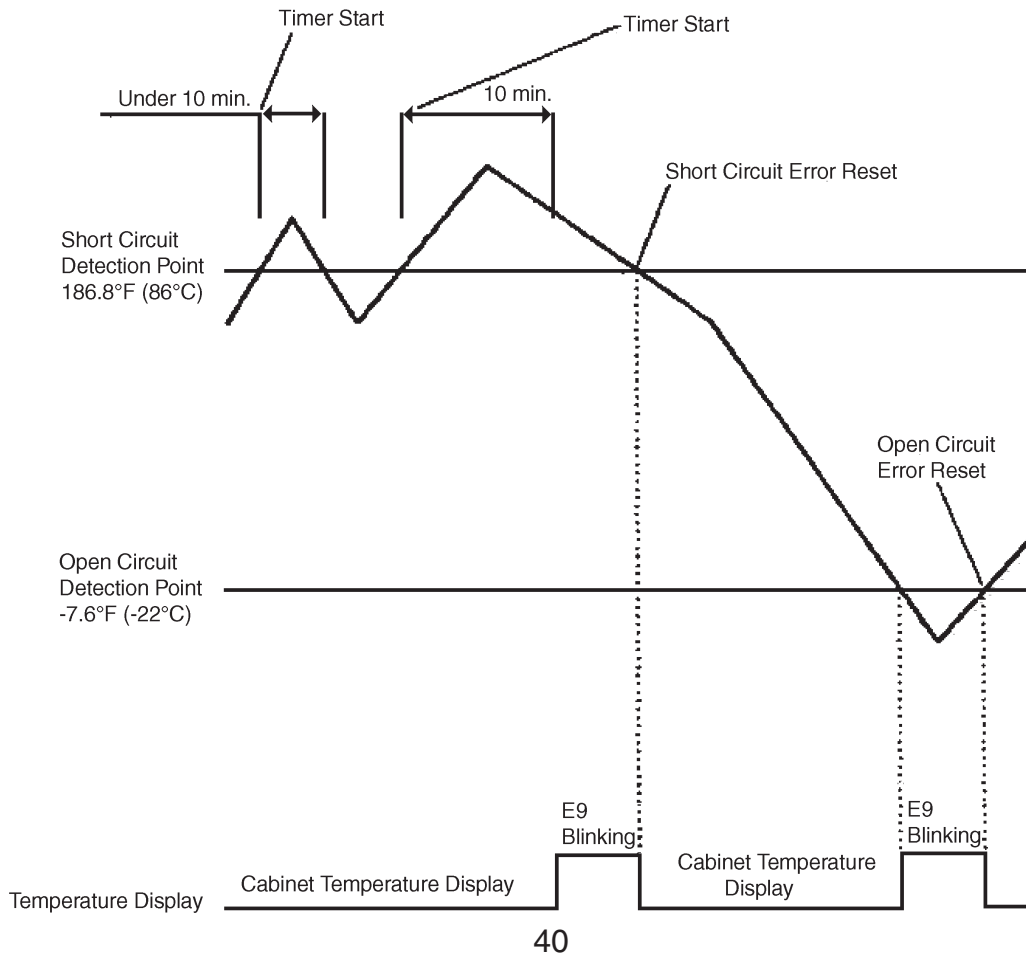 Timer Start
Timer Start
Under 10 min.
10 min.
Short Circuit Error Reset
Short Circuit
Detection Point
186.8°F (86°C)
Open Circuit
Error Reset
Open Circuit
Detection Point
-7.6°F (-22°C)
E9
Blinking
E9
Blinking
Cabinet Temperature Display
Cabinet Temperature
Display
Temperature Display
40